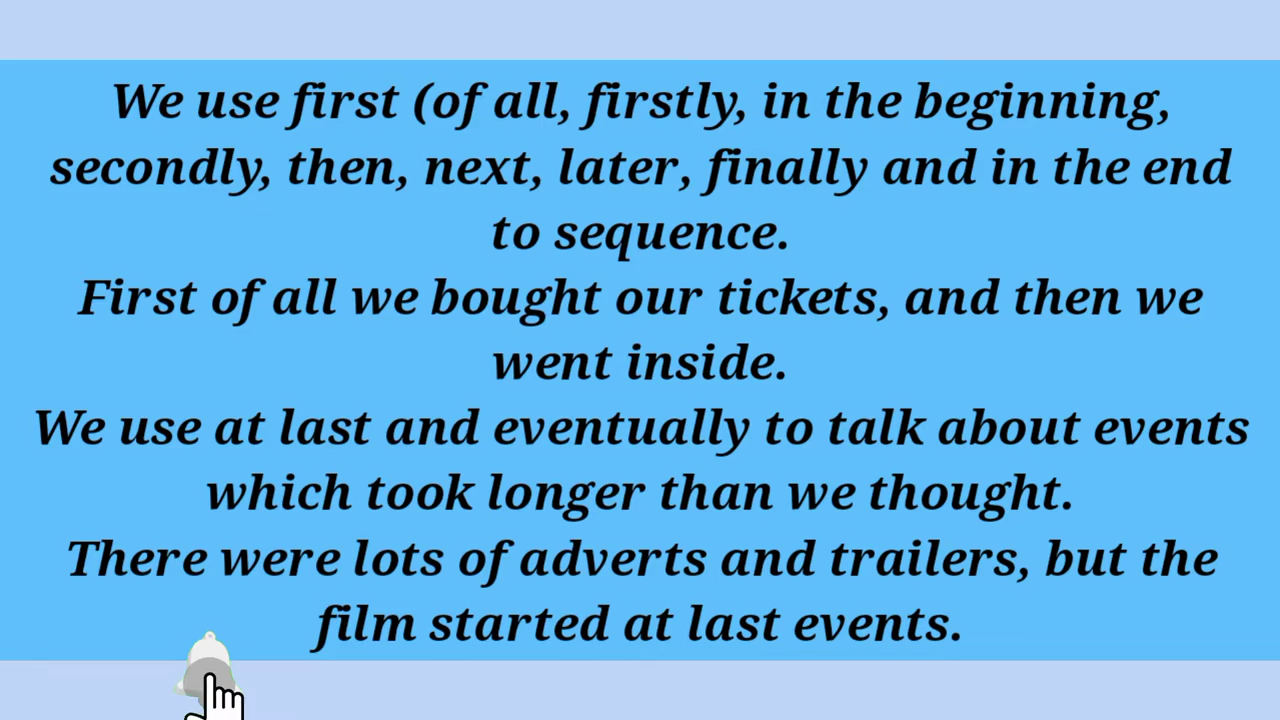 We use first (of all, firstly, in the beginning,
secondly, then, next, later, finally and in the end
to sequence.
First of all we bought our tickets, and then we
went inside.
We use at last and eventually to talk about events
which took longer than we thought.
There were lots of adverts and trailers, but the
film started at last events.